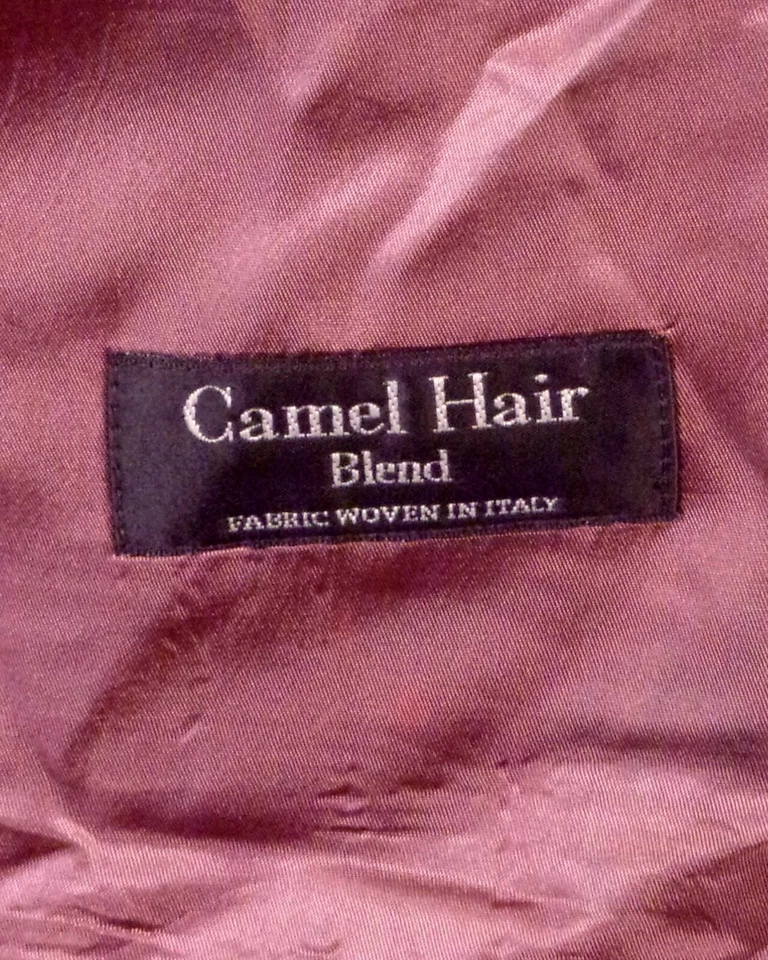 Camel Hair
Blend
FABRIC WOVEN IN ITALY